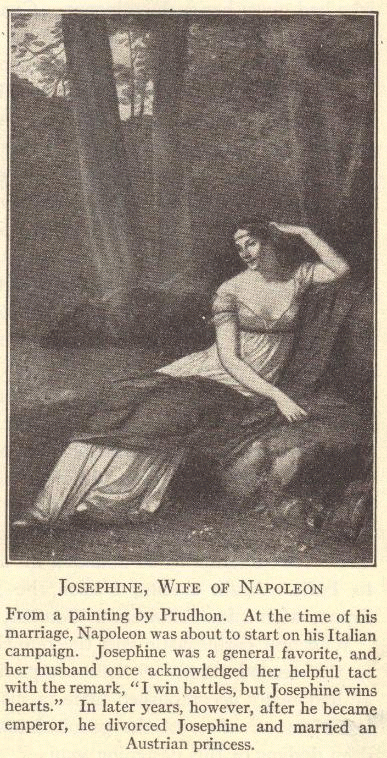 Josephine, Wife of Napoleon
From a painting by Prudhon. At the time of his
marriage, Napoleon was about to start on his Italian
campaign. Josephine was a general favorite, and,
her husband once acknowledged her helpful tact
with the remark, "I win battles, but Josephine wins
hearts." In later years, however, after he became
emperor, he divorced Josephine and married an
Austrian princess.